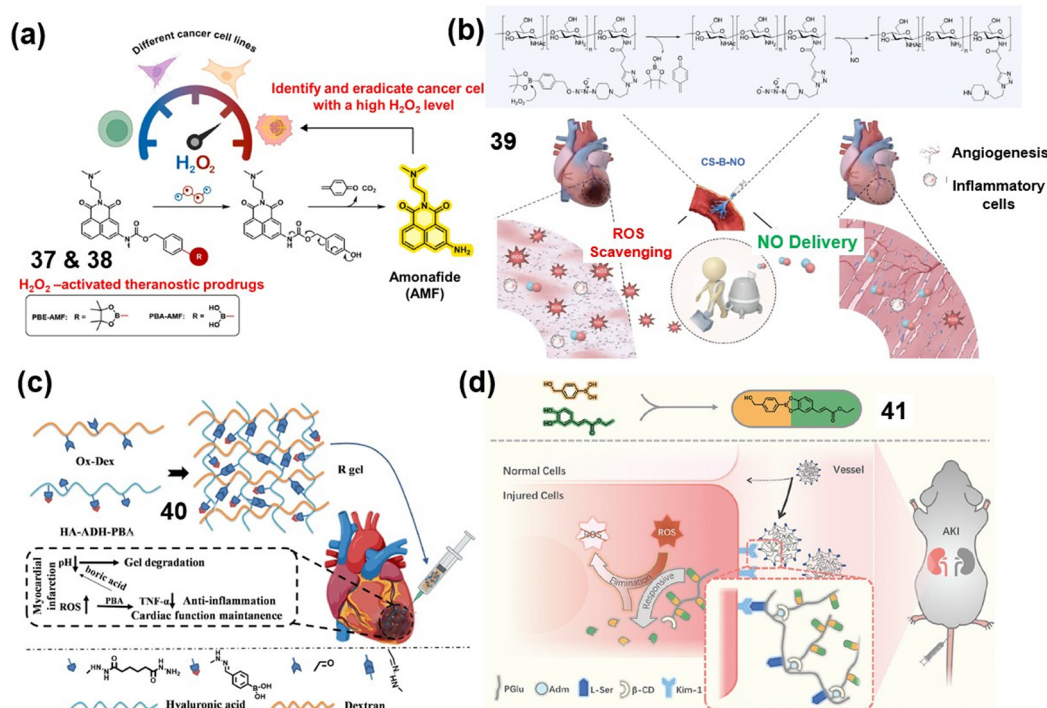 (a)
Different cancer cell lines
H₂O₂
Identify and eradicate cancer cell
with a high H₂O₂ level
CO₂
37 & 38
H₂O₂ –activated theranostic prodrugs
PBE-AMF: R =
PBA-AMF: R =
Amonafide
(AMF)
(b)
NO
39
CS-B-NO
Angiogenesis
Inflammatory
cells
ROS
Scavenging
NO Delivery
(c)
Ox-Dex
HA-ADH-PBA
40
R gel
Myocardial
infarction
pH
Gel degradation
boric acid
ROS
PBA
TNF-α
Anti-inflammation
Cardiac function maintanence
Hyaluronic acid
Dextran
(d)
41
Normal Cells
Vessel
Injured Cells
ROS
ROS
Elimination
Responsive
AKI
PGlu
Adm
L-Ser
β-CD
Kim-1